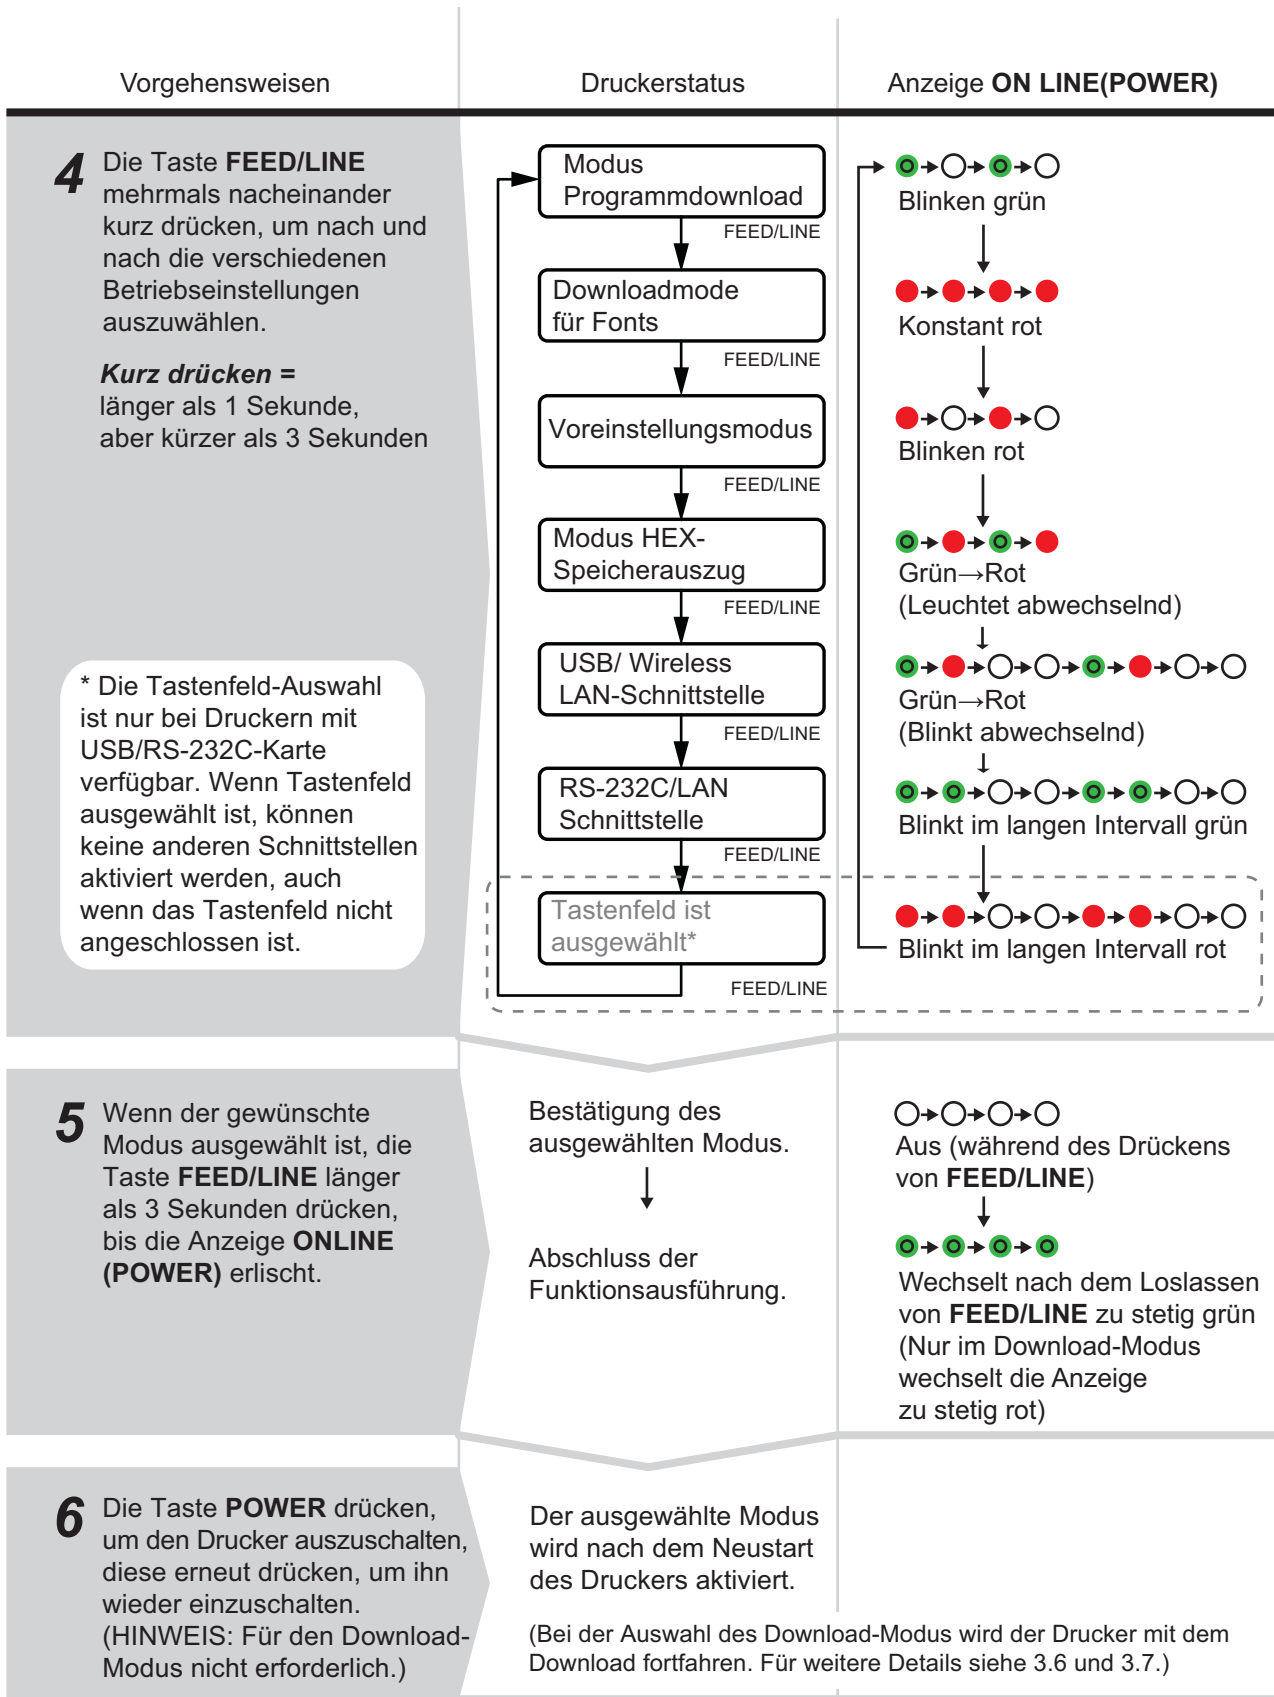 Vorgehensweisen
Druckerstatus
Anzeige ON LINE(POWER)
4
Die Taste FEED/LINE
mehrmals nacheinander
kurz drücken, um nach und
nach die verschiedenen
Betriebseinstellungen
auszuwählen.
Kurz drücken =
länger als 1 Sekunde,
aber kürzer als 3 Sekunden
* Die Tastenfeld-Auswahl
ist nur bei Druckern mit
USB/RS-232C-Karte
verfügbar. Wenn Tastenfeld
ausgewählt ist, können
keine anderen Schnittstellen
aktiviert werden, auch
wenn das Tastenfeld nicht
angeschlossen ist.
Modus
Programmdownload
FEED/LINE
Downloadmode
für Fonts
FEED/LINE
Voreinstellungsmodus
FEED/LINE
Modus HEX-
Speicherauszug
FEED/LINE
USB/ Wireless
LAN-Schnittstelle
FEED/LINE
RS-232C/LAN
Schnittstelle
FEED/LINE
Tastenfeld ist
ausgewählt*
FEED/LINE
Blinken grün
Konstant rot
Blinken rot
Grün→Rot
(Leuchtet abwechselnd)
Grün→Rot
(Blinkt abwechselnd)
Blinkt im langen Intervall grün
Blinkt im langen Intervall rot
5
Wenn der gewünschte
Modus ausgewählt ist, die
Taste FEED/LINE länger
als 3 Sekunden drücken,
bis die Anzeige ONLINE
(POWER) erlischt.
Bestätigung des
ausgewählten Modus.
Abschluss der
Funktionsausführung.
Aus (während des Drückens
von FEED/LINE)
Wechselt nach dem Loslassen
von FEED/LINE zu stetig grün
(Nur im Download-Modus
wechselt die Anzeige
zu stetig rot)
6
Die Taste POWER drücken,
um den Drucker auszuschalten,
diese erneut drücken, um ihn
wieder einzuschalten.
(HINWEIS: Für den Download-
Modus nicht erforderlich.)
Der ausgewählte Modus
wird nach dem Neustart
des Druckers aktiviert.
(Bei der Auswahl des Download-Modus wird der Drucker mit dem
Download fortfahren. Für weitere Details siehe 3.6 und 3.7.)